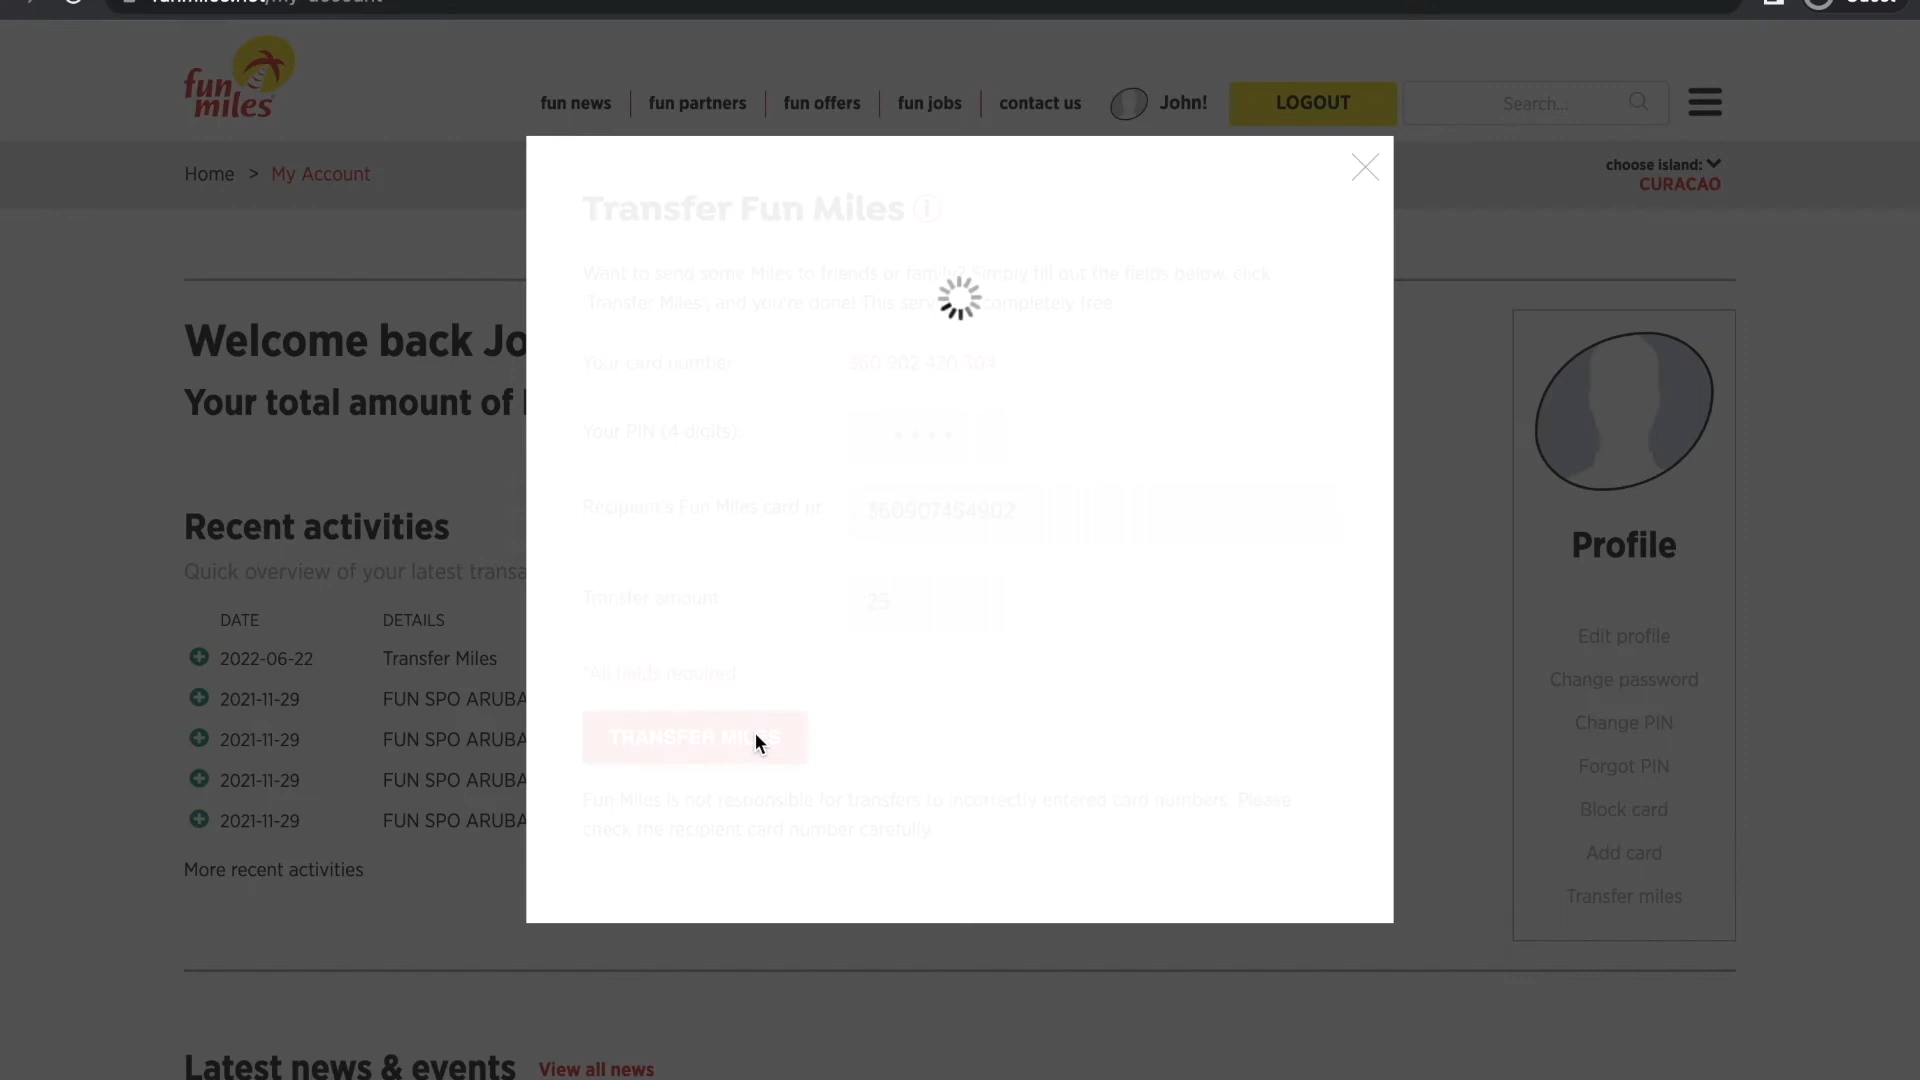 fun
miles
fun news
fun partners
fun offers
fun jobs
contact us
John!
LOGOUT
Search...
Home > My Account
choose island:
CURACAO
Transfer Fun Miles
Want to send some Miles to friends or family? Simply fill out the fields below, click
'Transfer Miles', and you're done! This completely free
Welcome back Jo
Your total amount of
Your card number
Your PIN (4 digits):
Recipient's Fun Miles card nr
Transfer amount
25
*All fields required
TRANSFER MILES
Fun Miles is not responsible for transfers to incorrectly entered card numbers. Please
check the recipient card number carefully.
Recent activities
Quick overview of your latest transa
DATE DETAILS
2022-06-22 Transfer Miles
2021-11-29 FUN SPO ARUBA
2021-11-29 FUN SPO ARUBA
2021-11-29 FUN SPO ARUBA
2021-11-29 FUN SPO ARUBA
More recent activities
Profile
Edit profile
Change password
Change PIN
Forgot PIN
Block card
Add card
Transfer miles
Latest news & events
View all news